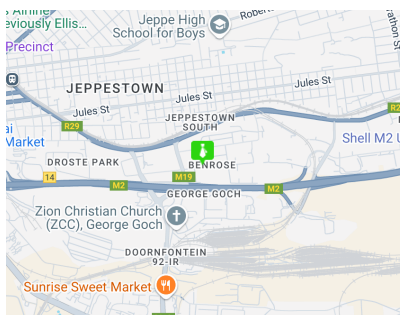 Jeppe High
School for Boys
eviously Ellis...
Precinct
Jules St
JEPPESTOWN
Jules St
JEPPESTOWN
SOUTH
R29
Market
Shell M2
DROSTE PARK
BENROSE
14
M19
M2
M2
GEORGE GOCH
Zion Christian Church
(ZCC), George Goch
DOORNFONTEIN
92-IR
Sunrise Sweet Market